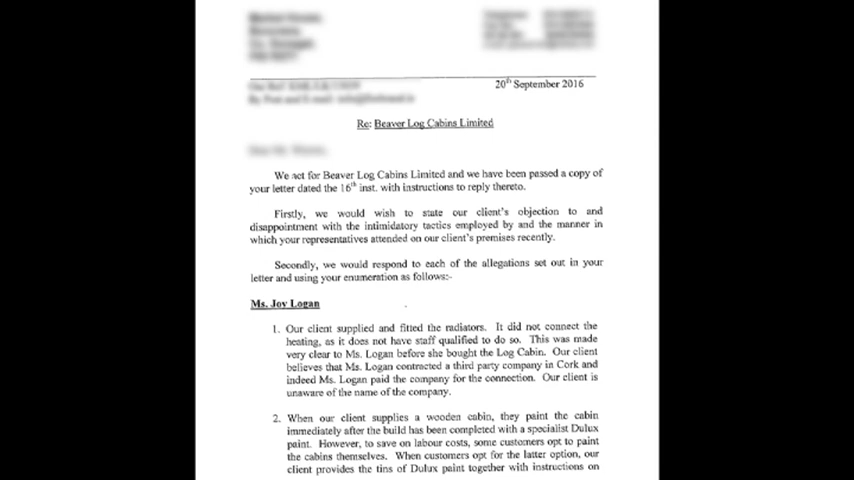 20th September 2016
Re: Beaver Log Cabins Limited
We act for Beaver Log Cabins Limited and we have been passed a copy of
your letter dated the 16th inst. with instructions to reply thereto.
Firstly, we would wish to state our client's objection to and
disappointment with the intimidatory tactics employed by and the manner in
which your representatives attended on our client's premises recently.
Secondly, we would respond to each of the allegations set out in your
letter and using your enumeration as follows:-
Ms. Joy Logan
1. Our client supplied and fitted the radiators. It did not connect the
heating, as it does not have staff qualified to do so. This was made
very clear to Ms. Logan before she bought the Log Cabin. Our client
believes that Ms. Logan contracted a third party company in Cork and
indeed Ms. Logan paid the company for the connection. Our client is
unaware of the name of the company.
2. When our client supplies a wooden cabin, they paint the cabin
immediately after the build has been completed with a specialist Dulux
paint. However, to save on labour costs, some customers opt to paint
the cabins themselves. When customers opt for the latter option, our
client provides the tins of Dulux paint together with instructions on